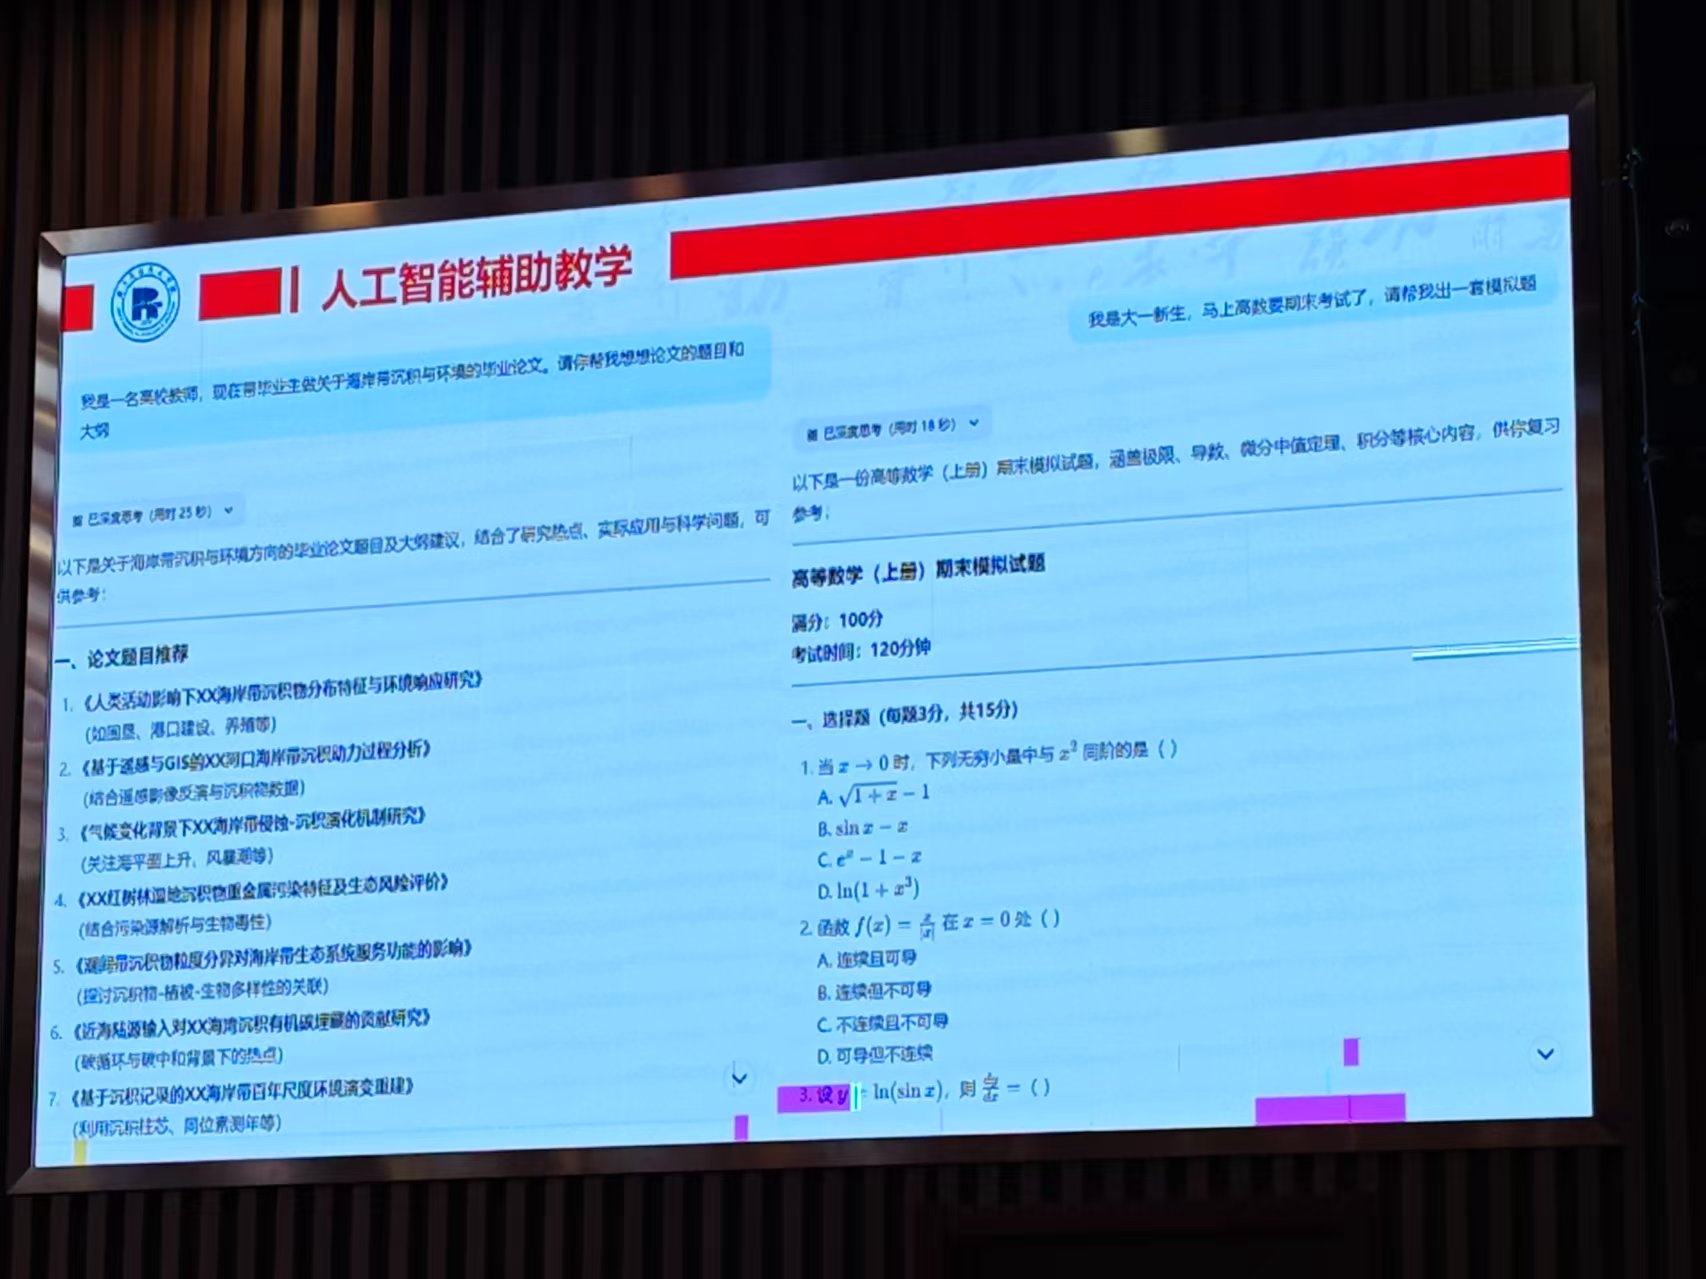 人工智能辅助教学
我是一名高校教师，现在带毕业生做关于海岸带沉积与环境的毕业论文。请你帮我想想论文的题目和
大纲
已深度思考（用时 25 秒）
以下是关于海岸带沉积与环境方向的毕业论文题目及大纲建议，结合了研究热点、实际应用与科学问题，可
供参考：
一、论文题目推荐
1.《人类活动影响下XX海岸带沉积物分布特征与环境响应研究》
(如围垦、港口建设、养殖等)
2.《基于遥感与GIS的XX河口海岸带沉积动力过程分析》
(结合遥感影像反演与沉积物数据)
3.《气候变化背景下XX海岸带侵蚀-沉积演化机制研究》
(关注海平面上升、风暴潮等)
4.《XX红树林湿地沉积物重金属污染特征及生态风险评价》
(结合污染源解析与生物毒性)
5.《潮间带沉积物粒度分异对海岸带生态系统服务功能的影响》
(探讨沉积物-植被-生物多样性的关联)
6.《近海陆源输入对XX海湾沉积有机碳埋藏的贡献研究》
(碳循环与碳中和背景下的热点)
7.《基于沉积记录的XX海岸带百年尺度环境演变重建》
(利用沉积柱芯、同位素测年等)
我是大一新生，马上高数要期末考试了，请帮我出一套模拟题
已深度思考（用时 18 秒）
以下是一份高等数学（上册）期末模拟试题，涵盖极限、导数、微分中值定理、积分等核心内容，供你复习
参考：
高等数学（上册）期末模拟试题
满分：100分
考试时间：120分钟
一、选择题（每题3分，共15分）
1. 当 x → 0 时，下列无穷小量中与 x² 同阶的是（ ）
A. √(1 + x) − 1
B. sin x − x
C. eˣ − 1 − x
D. ln(1 + x³)
2. 函数 f(x) = x/|x| 在 x = 0 处（ ）
A. 连续且可导
B. 连续但不可导
C. 不连续且不可导
D. 可导但不连续
3. 设 y = ln(sin x)，则 dy/dx =（ ）